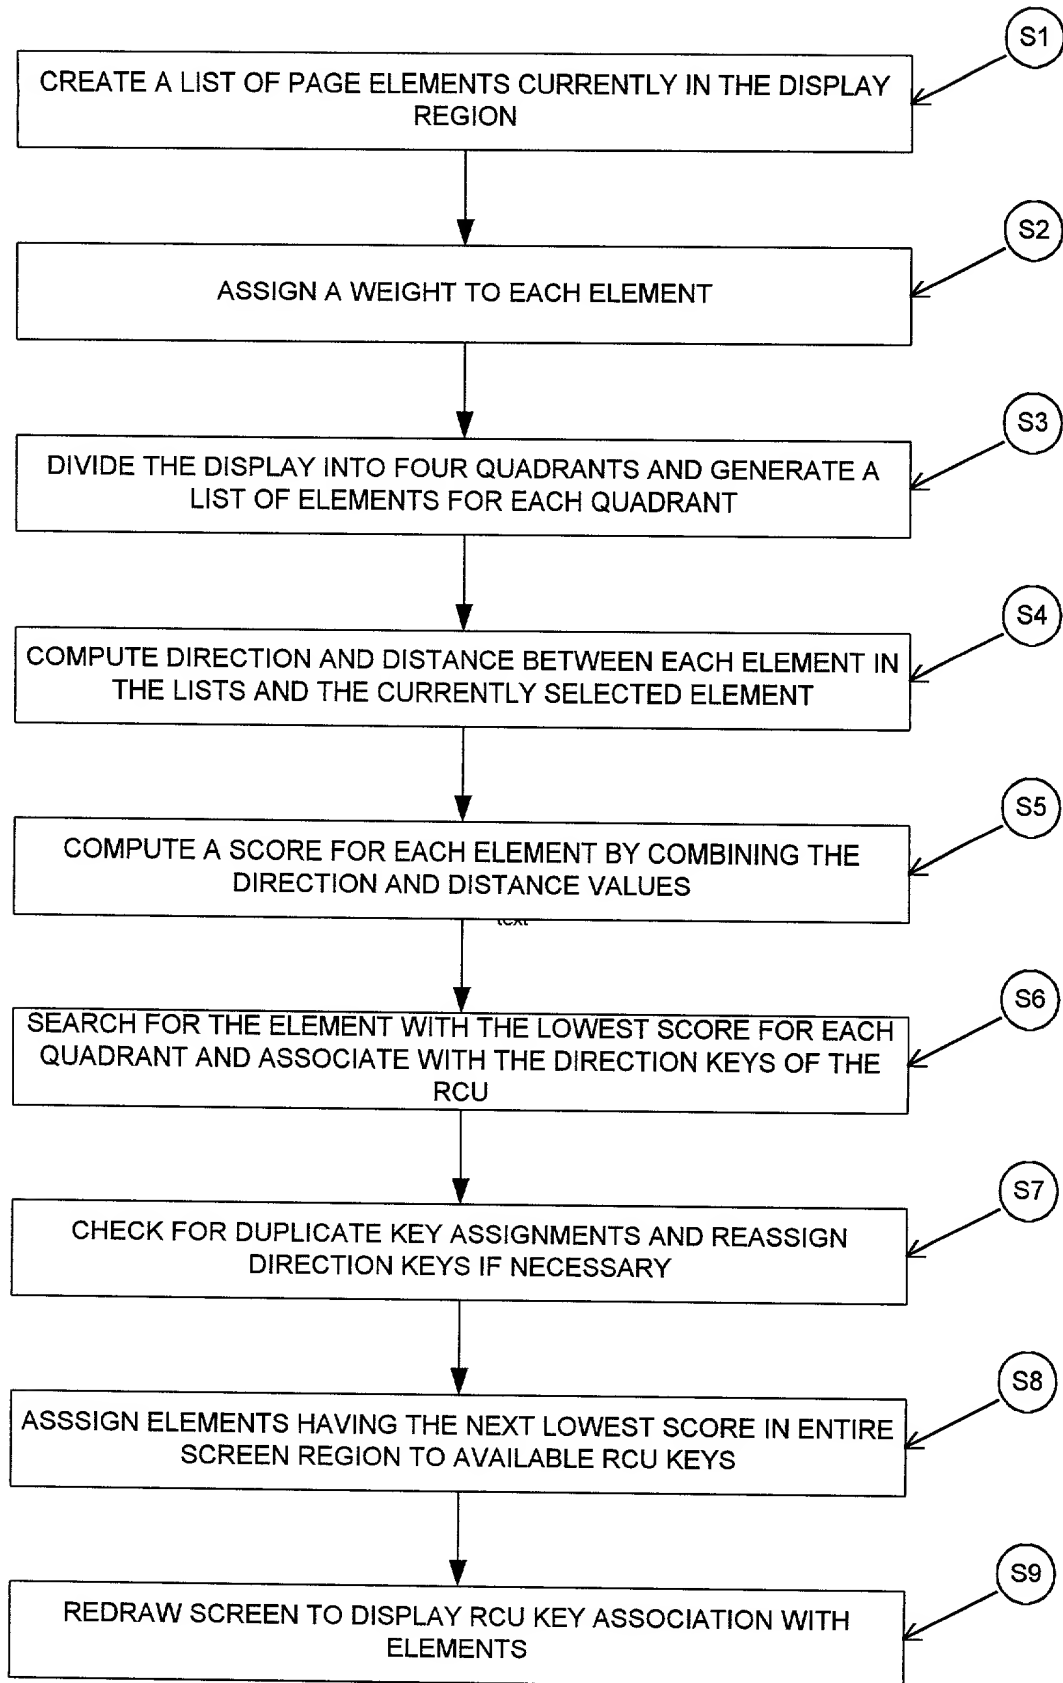 S1
CREATE A LIST OF PAGE ELEMENTS CURRENTLY IN THE DISPLAY
REGION
S2
ASSIGN A WEIGHT TO EACH ELEMENT
S3
DIVIDE THE DISPLAY INTO FOUR QUADRANTS AND GENERATE A
LIST OF ELEMENTS FOR EACH QUADRANT
S4
COMPUTE DIRECTION AND DISTANCE BETWEEN EACH ELEMENT IN
THE LISTS AND THE CURRENTLY SELECTED ELEMENT
S5
COMPUTE A SCORE FOR EACH ELEMENT BY COMBINING THE
DIRECTION AND DISTANCE VALUES
text
S6
SEARCH FOR THE ELEMENT WITH THE LOWEST SCORE FOR EACH
QUADRANT AND ASSOCIATE WITH THE DIRECTION KEYS OF THE
RCU
S7
CHECK FOR DUPLICATE KEY ASSIGNMENTS AND REASSIGN
DIRECTION KEYS IF NECESSARY
S8
ASSSIGN ELEMENTS HAVING THE NEXT LOWEST SCORE IN ENTIRE
SCREEN REGION TO AVAILABLE RCU KEYS
S9
REDRAW SCREEN TO DISPLAY RCU KEY ASSOCIATION WITH
ELEMENTS